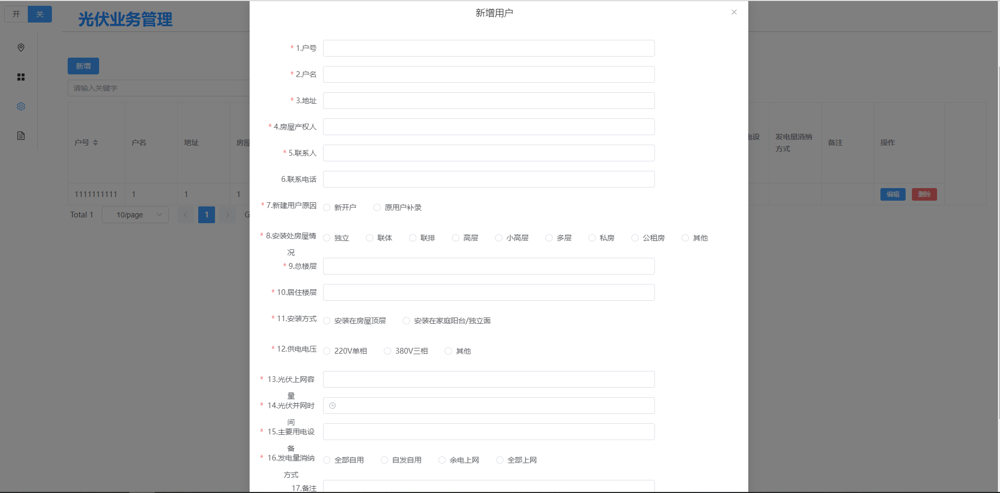 开 关
光伏业务管理
新增
请输入关键字
户号 户名 地址 房屋
1111111111 1 1 1
Total 1 10/page 1 G
新增用户
* 1.户号
* 2.户名
* 3.地址
* 4.房屋产权人
* 5.联系人
6.联系电话
* 7.新建用户原因 新开户 原用户补录
* 8.安装处房屋情况 独立 联体 联排 高层 小高层 多层 私房 公租房 其他
* 9.总楼层
* 10.居住楼层
* 11.安装方式 安装在房屋顶层 安装在家庭阳台/独立面
* 12.供电电压 220V单相 380V三相 其他
* 13.光伏上网容量
* 14.光伏并网时间
* 15.主要用电设备
* 16.发电量消纳方式 全部自用 自发自用 余电上网 全部上网
17.备注
电设 发电量消纳方式 备注 操作
编辑 删除